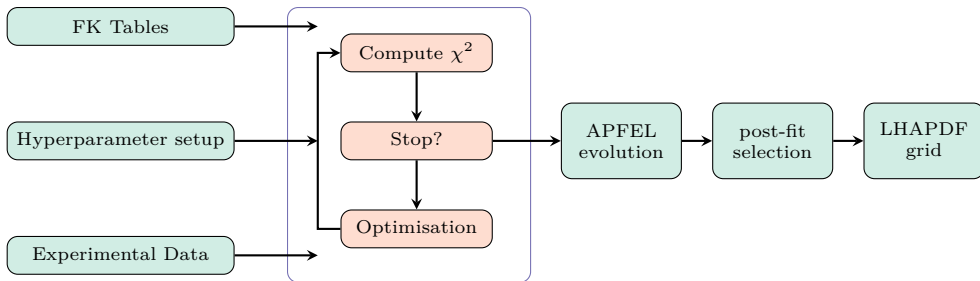 FK Tables
Compute χ²
Hyperparameter setup
Stop?
APFEL
evolution
post-fit
selection
LHAPDF
grid
Optimisation
Experimental Data